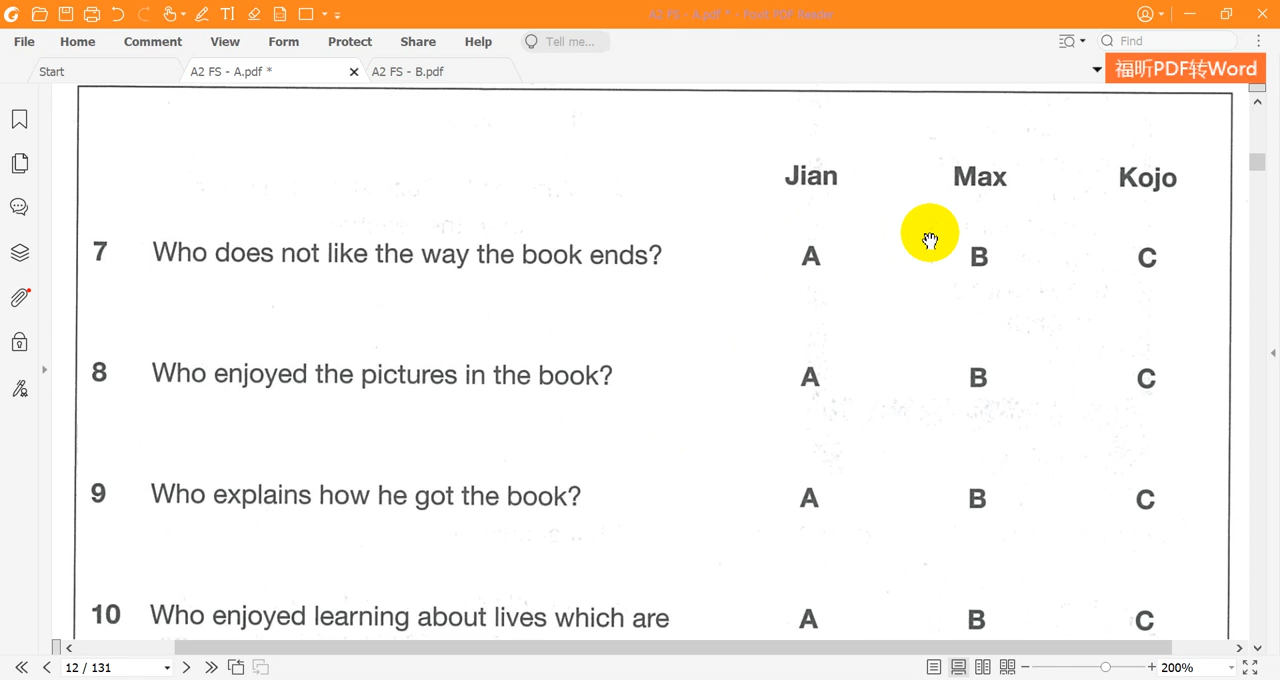 A2 FS - A.pdf * - Foxit PDF Reader
File Home Comment View Form Protect Share Help Tell me... Find
Start A2 FS - A.pdf * A2 FS - B.pdf 福昕PDF转Word
Jian Max Kojo
7 Who does not like the way the book ends? A B C
8 Who enjoyed the pictures in the book? A B C
9 Who explains how he got the book? A B C
10 Who enjoyed learning about lives which are A B C
12 / 131 200%